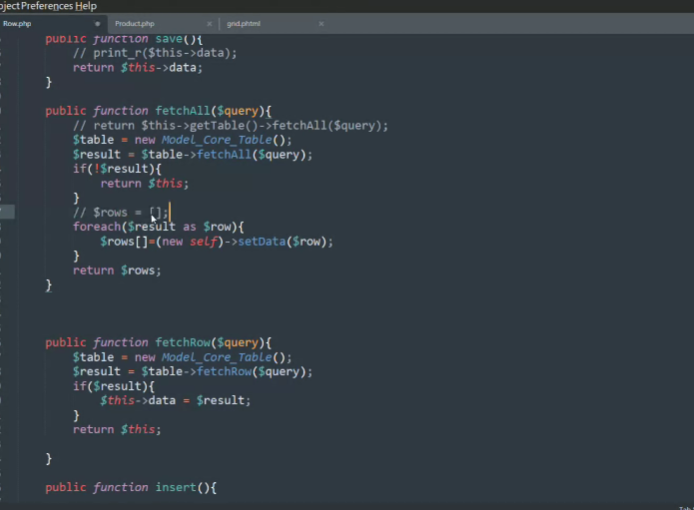 oject Preferences Help
Row.php
Product.php
grid.phtml
public function save(){
// print_r($this->data);
return $this->data;
}
public function fetchAll($query){
// return $this->getTable()->fetchAll($query);
$table = new Model_Core_Table();
$result = $table->fetchAll($query);
if(!$result){
return $this;
}
// $rows = [];
foreach($result as $row){
$rows[]=(new self)->setData($row);
}
return $rows;
}
public function fetchRow($query){
$table = new Model_Core_Table();
$result = $table->fetchRow($query);
if($result){
$this->data = $result;
}
return $this;
}
public function insert(){